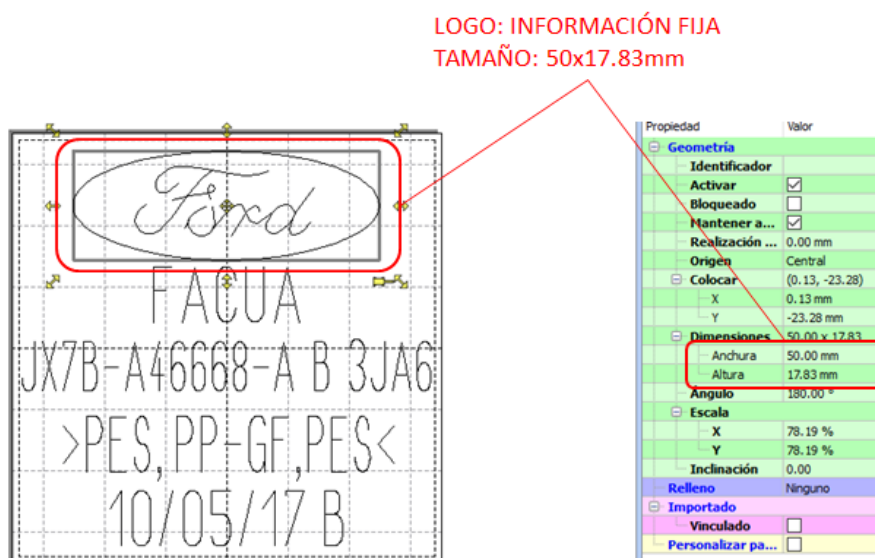 LOGO: INFORMACIÓN FIJA
TAMAÑO: 50x17.83mm
Ford
FACUA
JX7B-A46668-A B 3JA6
>PES,PP-GF,PES<
10/05/17 B
Propiedad Valor
Geometría
Identificador
Activar
Bloqueado
Mantener a...
Realización ... 0.00 mm
Origen Central
Colocar (0.13, -23.28)
X 0.13 mm
Y -23.28 mm
Dimensiones 50.00 x 17.83
Anchura 50.00 mm
Altura 17.83 mm
Ángulo 180.00 °
Escala
X 78.19 %
Y 78.19 %
Inclinación 0.00
Relleno Ninguno
Importado
Vinculado
Personalizar pa...